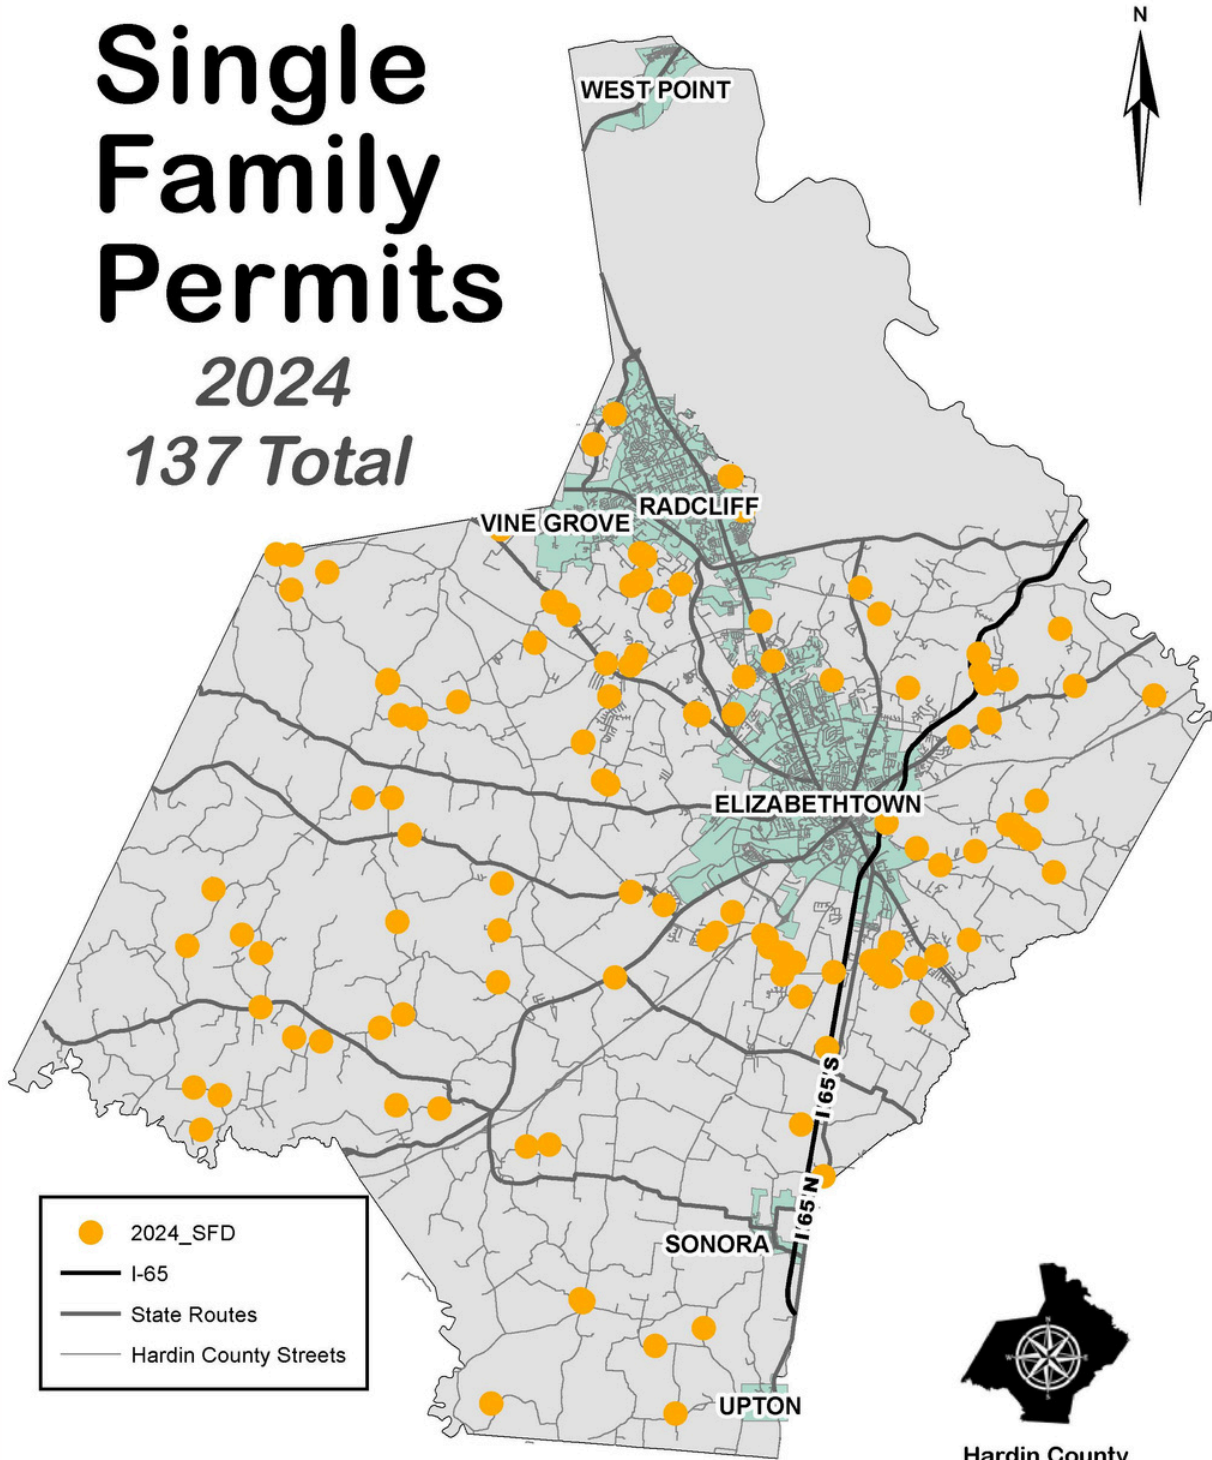 Single
Family
Permits
2024
137 Total
N
WEST POINT
RADCLIFF
VINE GROVE
ELIZABETHTOWN
I 65 S
I 65 N
SONORA
UPTON
2024_SFD
I-65
State Routes
Hardin County Streets
N
W
E
S
Hardin County